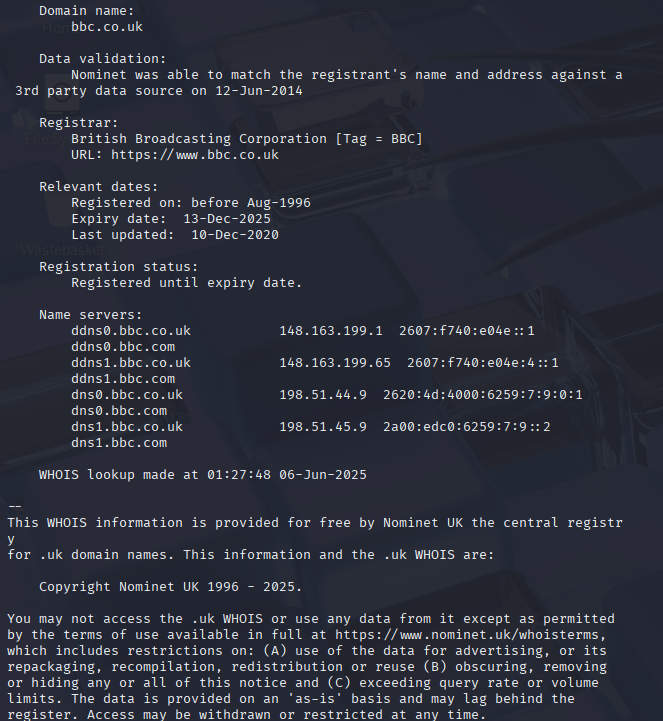 Domain name:
bbc.co.uk
Data validation:
Nominet was able to match the registrant's name and address against a
3rd party data source on 12-Jun-2014
Registrar:
British Broadcasting Corporation [Tag = BBC]
URL: https://www.bbc.co.uk
Relevant dates:
Registered on: before Aug-1996
Expiry date:  13-Dec-2025
Last updated:  10-Dec-2020
Registration status:
Registered until expiry date.
Name servers:
ddns0.bbc.co.uk 148.163.199.1 2607:f740:e04e::1
ddns0.bbc.com
ddns1.bbc.co.uk 148.163.199.65 2607:f740:e04e:4::1
ddns1.bbc.com
dns0.bbc.co.uk 198.51.44.9 2620:4d:4000:6259:7:9:0:1
dns0.bbc.com
dns1.bbc.co.uk 198.51.45.9 2a00:edc0:6259:7:9::2
dns1.bbc.com
WHOIS lookup made at 01:27:48 06-Jun-2025
--
This WHOIS information is provided for free by Nominet UK the central registr
y
for .uk domain names. This information and the .uk WHOIS are:
Copyright Nominet UK 1996 - 2025.
You may not access the .uk WHOIS or use any data from it except as permitted
by the terms of use available in full at https://www.nominet.uk/whoisterms,
which includes restrictions on: (A) use of the data for advertising, or its
repackaging, recompilation, redistribution or reuse (B) obscuring, removing
or hiding any or all of this notice and (C) exceeding query rate or volume
limits. The data is provided on an 'as-is' basis and may lag behind the
register. Access may be withdrawn or restricted at any time.